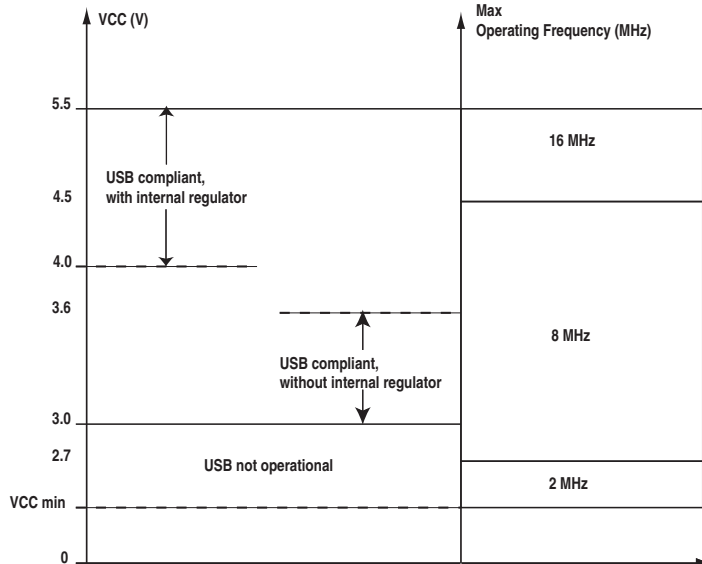 VCC (V)
Max
Operating Frequency (MHz)
5.5
16 MHz
USB compliant,
with internal regulator
4.5
4.0
3.6
8 MHz
USB compliant,
without internal regulator
3.0
2.7
USB not operational
2 MHz
VCC min
0